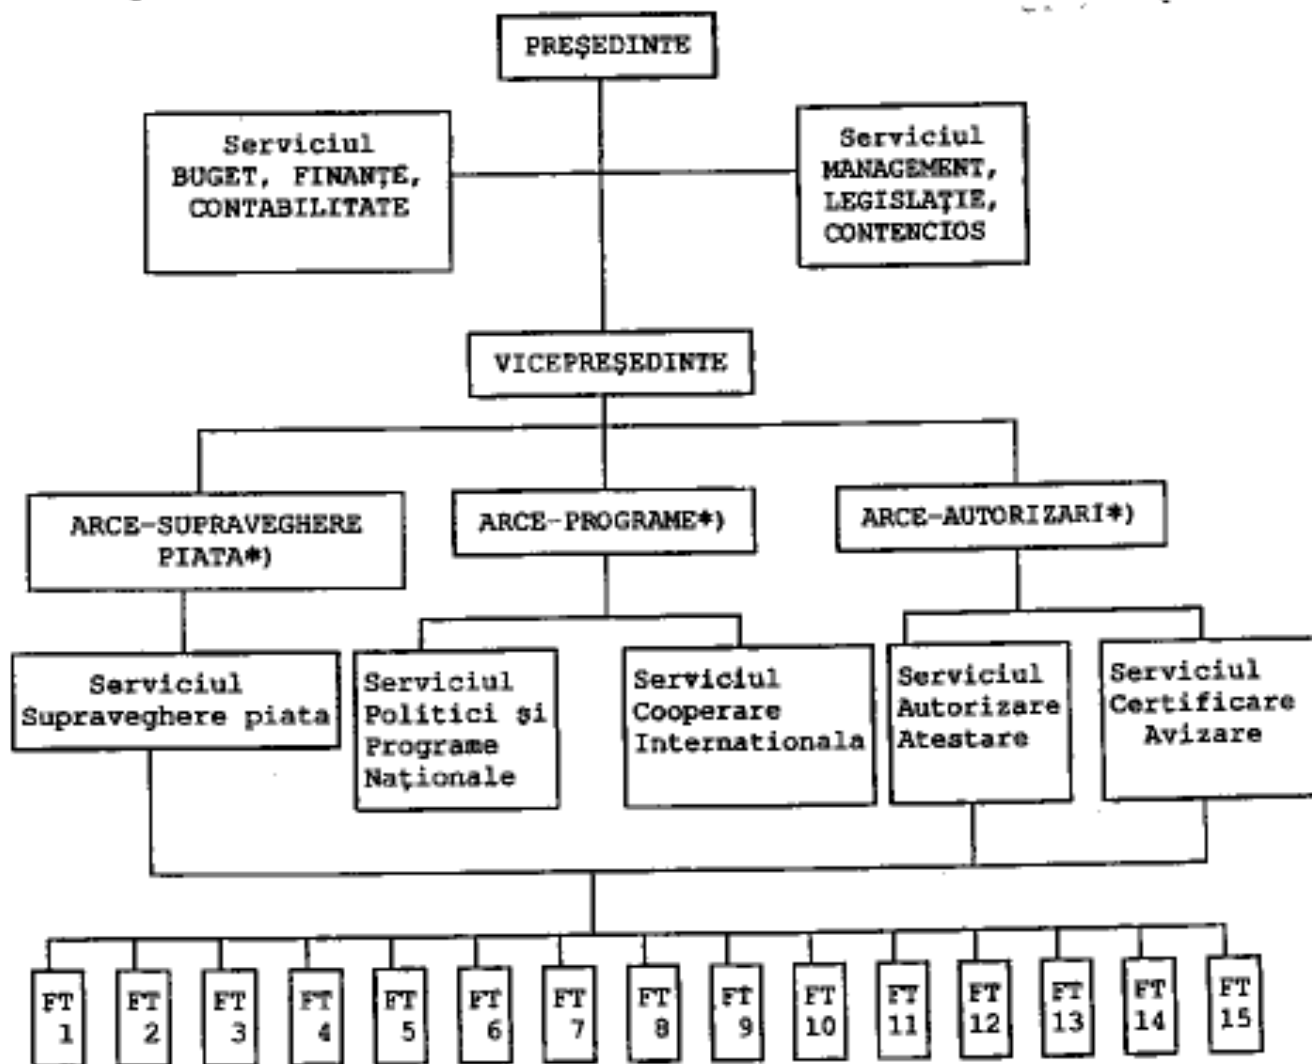 PREŞEDINTE
Serviciul
BUGET, FINANŢE,
CONTABILITATE
Serviciul
MANAGEMENT,
LEGISLAŢIE,
CONTENCIOS
VICEPREŞEDINTE
ARCE-SUPRAVEGHERE
PIATA*)
ARCE-PROGRAME*)
ARCE-AUTORIZARI*)
Serviciul
Supraveghere piata
Serviciul
Politici şi
Programe
Naţionale
Serviciul
Cooperare
Internationala
Serviciul
Autorizare
Atestare
Serviciul
Certificare
Avizare
FT
1
FT
2
FT
3
FT
4
FT
5
FT
6
FT
7
FT
8
FT
9
FT
10
FT
11
FT
12
FT
13
FT
14
FT
15